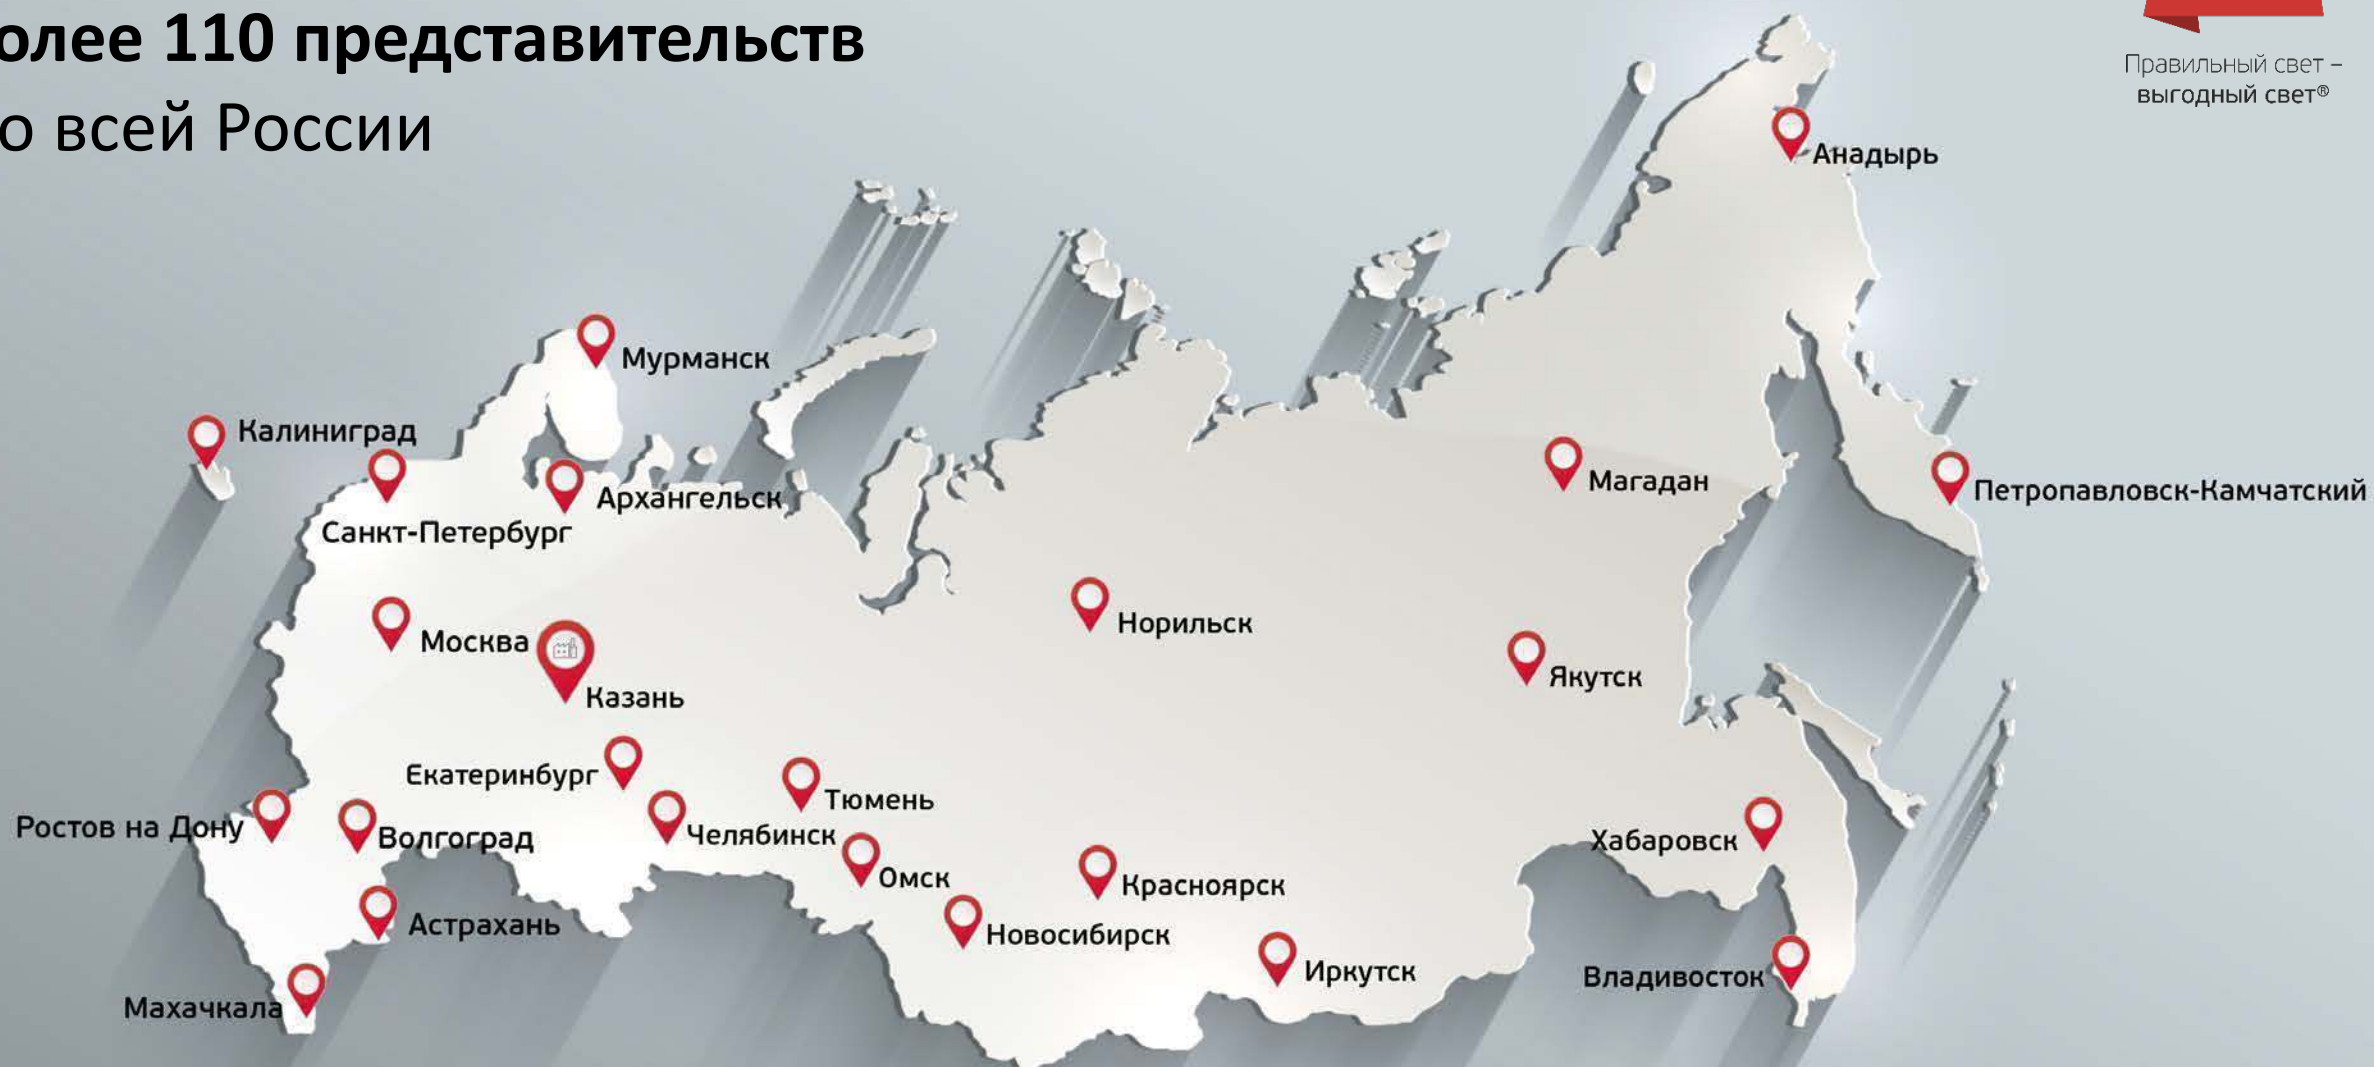 олее 110 представительств
о всей России
Правильный свет –
выгодный свет®
Анадырь
Мурманск
Калининград
Архангельск
Санкт-Петербург
Магадан
Петропавловск-Камчатский
Норильск
Москва
Казань
Якутск
Екатеринбург
Тюмень
Ростов на Дону
Волгоград
Челябинск
Хабаровск
Омск
Красноярск
Астрахань
Новосибирск
Иркутск
Владивосток
Махачкала